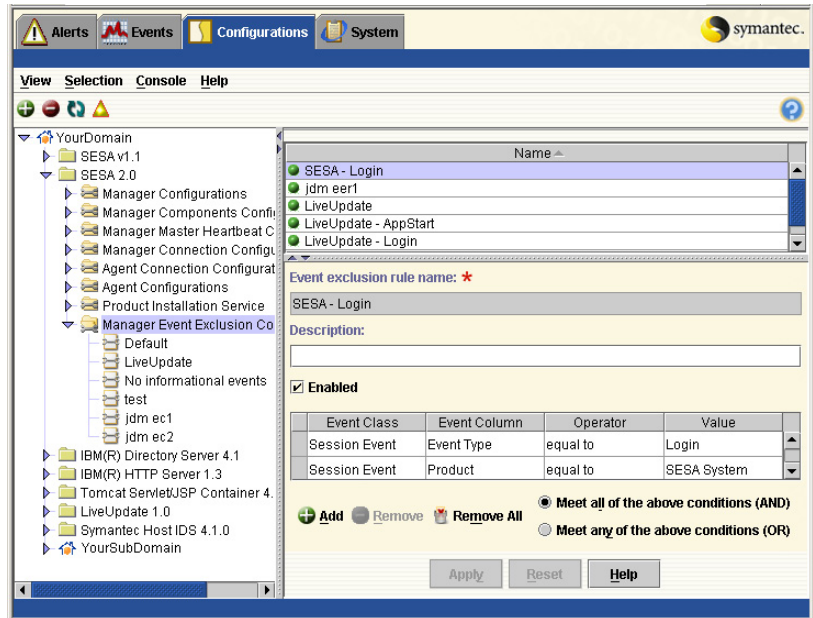 Alerts Events Configurations System symantec.
View Selection Console Help
YourDomain
SESA v1.1
SESA 2.0
Manager Configurations
Manager Components Confi
Manager Master Heartbeat C
Manager Connection Configu
Agent Connection Configurat
Agent Configurations
Product Installation Service
Manager Event Exclusion Co
Default
LiveUpdate
No informational events
test
jdm ec1
jdm ec2
IBM(R) Directory Server 4.1
IBM(R) HTTP Server 1.3
Tomcat Servlet/JSP Container 4.
LiveUpdate 1.0
Symantec Host IDS 4.1.0
YourSubDomain
Name
SESA - Login
jdm eer1
LiveUpdate
LiveUpdate - AppStart
LiveUpdate - Login
Event exclusion rule name: *
SESA - Login
Description:
Enabled
Event Class Event Column Operator Value
Session Event Event Type equal to Login
Session Event Product equal to SESA System
Add Remove Remove All
Meet all of the above conditions (AND)
Meet any of the above conditions (OR)
Apply Reset Help